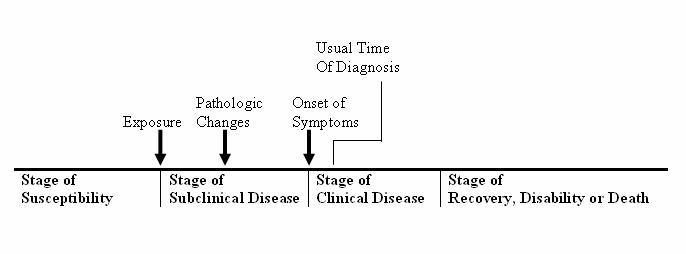 Usual Time
Of Diagnosis
Pathologic
Changes
Onset of
Symptoms
Exposure
Stage of
Susceptibility
Stage of
Subclinical Disease
Stage of
Clinical Disease
Stage of
Recovery, Disability or Death